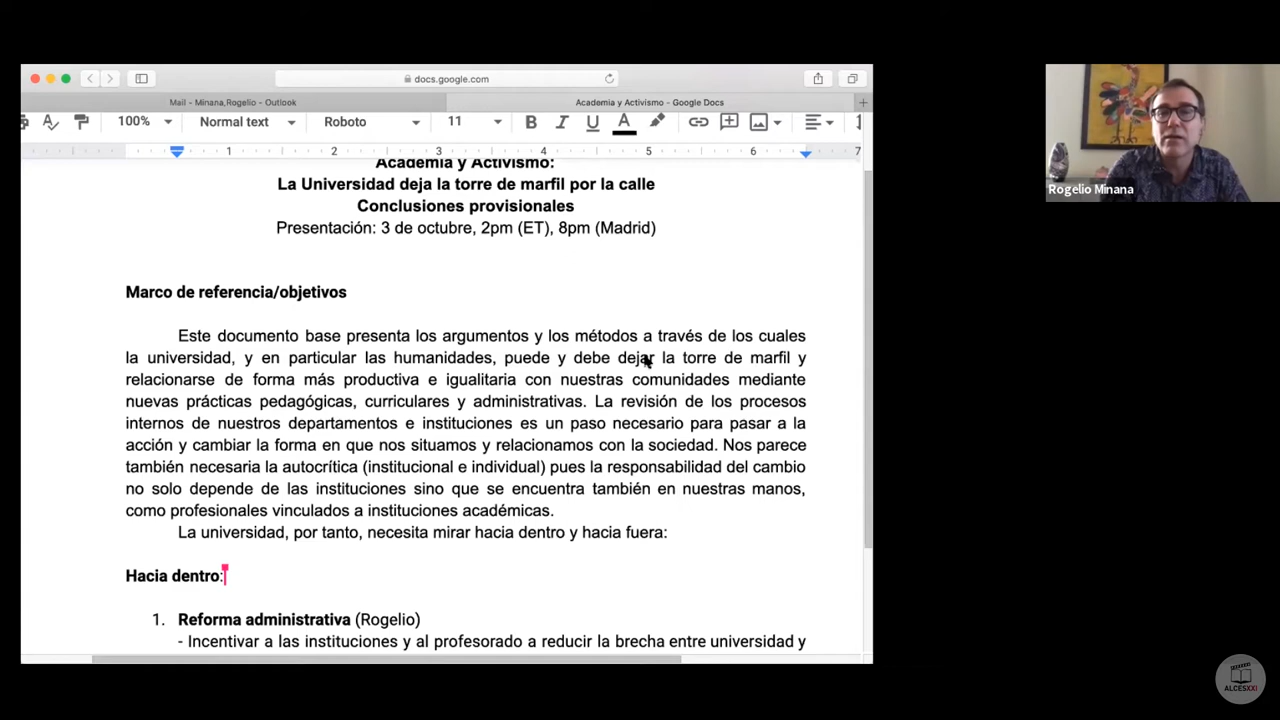 docs.google.com
Mail - Minana,Rogelio - Outlook
Academia y Activismo - Google Docs
100%
Normal text
Roboto
11
B I U A
1 2 3 4 5 6 7
Academia y Activismo:
La Universidad deja la torre de marfil por la calle
Conclusiones provisionales
Presentación: 3 de octubre, 2pm (ET), 8pm (Madrid)
Marco de referencia/objetivos
Este documento base presenta los argumentos y los métodos a través de los cuales
la universidad, y en particular las humanidades, puede y debe dejar la torre de marfil y
relacionarse de forma más productiva e igualitaria con nuestras comunidades mediante
nuevas prácticas pedagógicas, curriculares y administrativas. La revisión de los procesos
internos de nuestros departamentos e instituciones es un paso necesario para pasar a la
acción y cambiar la forma en que nos situamos y relacionamos con la sociedad. Nos parece
también necesaria la autocrítica (institucional e individual) pues la responsabilidad del cambio
no solo depende de las instituciones sino que se encuentra también en nuestras manos,
como profesionales vinculados a instituciones académicas.
La universidad, por tanto, necesita mirar hacia dentro y hacia fuera:
Hacia dentro:
1. Reforma administrativa (Rogelio)
- Incentivar a las instituciones y al profesorado a reducir la brecha entre universidad y
Rogelio Minana
ALCESXXI